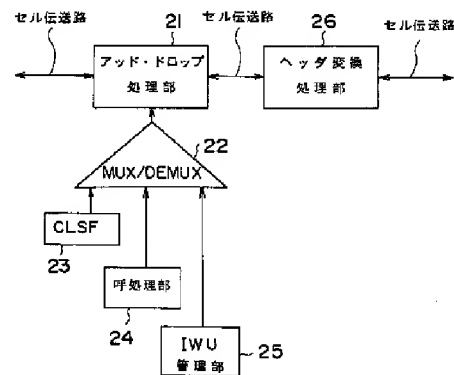 セル伝送路
21
セル伝送路
26
セル伝送路
アッド・ドロップ
処理部
ヘッダ変換
処理部
22
MUX/DEMUX
CLSF
23
呼処理部
24
IWU
管理部
25